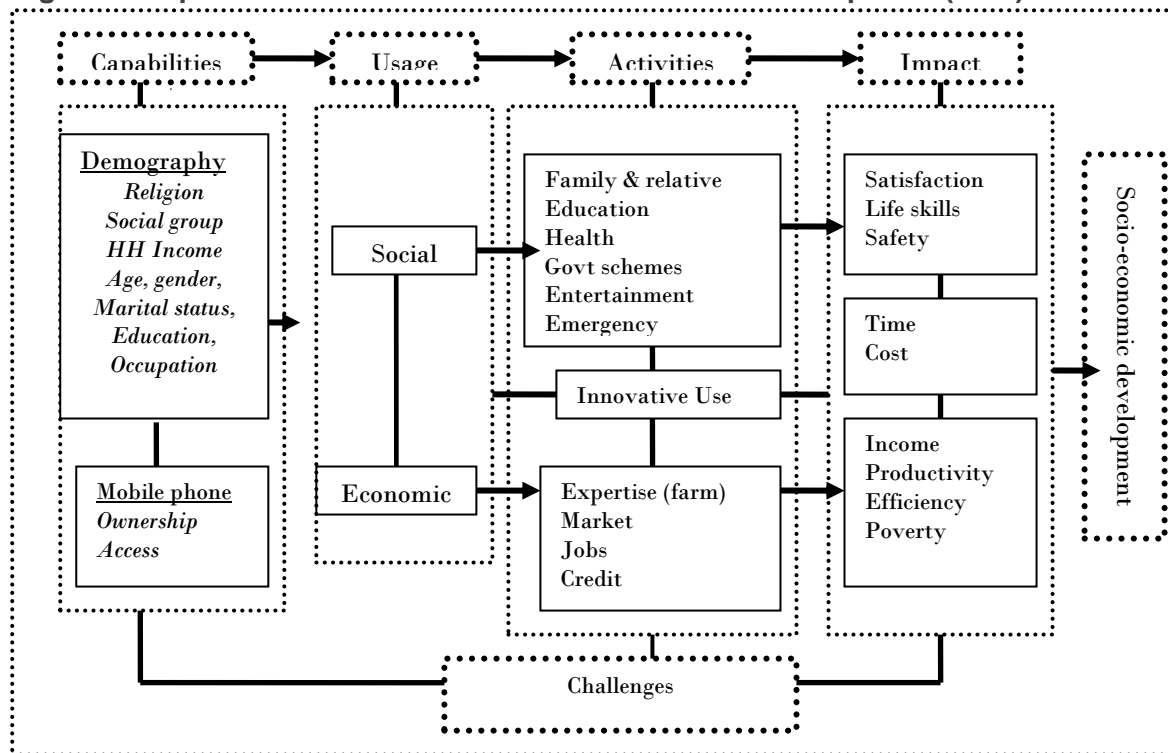 Capabilities
Usage
Activities
Impact
Demography
Religion
Social group
HH Income
Age, gender,
Marital status,
Education,
Occupation
Mobile phone
Ownership
Access
Social
Economic
Family & relative
Education
Health
Govt schemes
Entertainment
Emergency
Innovative Use
Expertise (farm)
Market
Jobs
Credit
Satisfaction
Life skills
Safety
Time
Cost
Income
Productivity
Efficiency
Poverty
Socio-economic development
Challenges